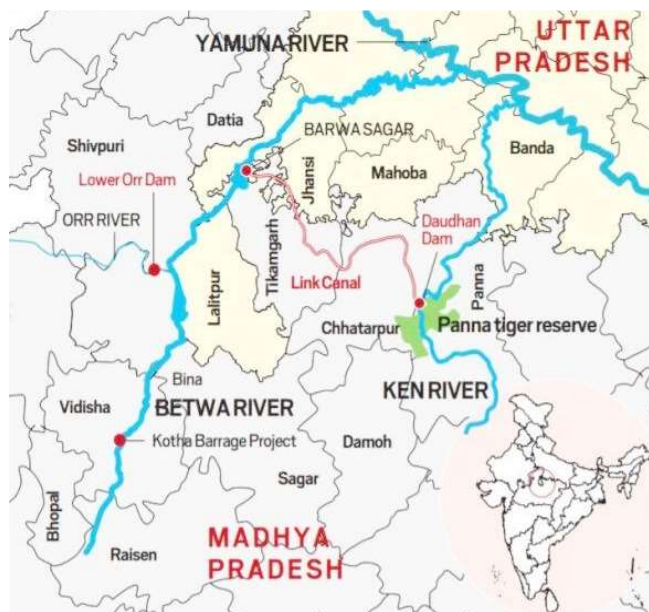 UTTAR
PRADESH
YAMUNA RIVER
Datia
BARWA SAGAR
Shivpuri
Lower Orr Dam
ORR RIVER
Jhansi
Mahoba
Banda
Daudhan
Dam
Tikamgarh
Link Canal
Lalitpur
Panna
Chhatarpur
Panna tiger reserve
Bina
BETWA RIVER
KEN RIVER
Vidisha
Kotha Barrage Project
Damoh
Sagar
Bhopal
Raisen
MADHYA
PRADESH